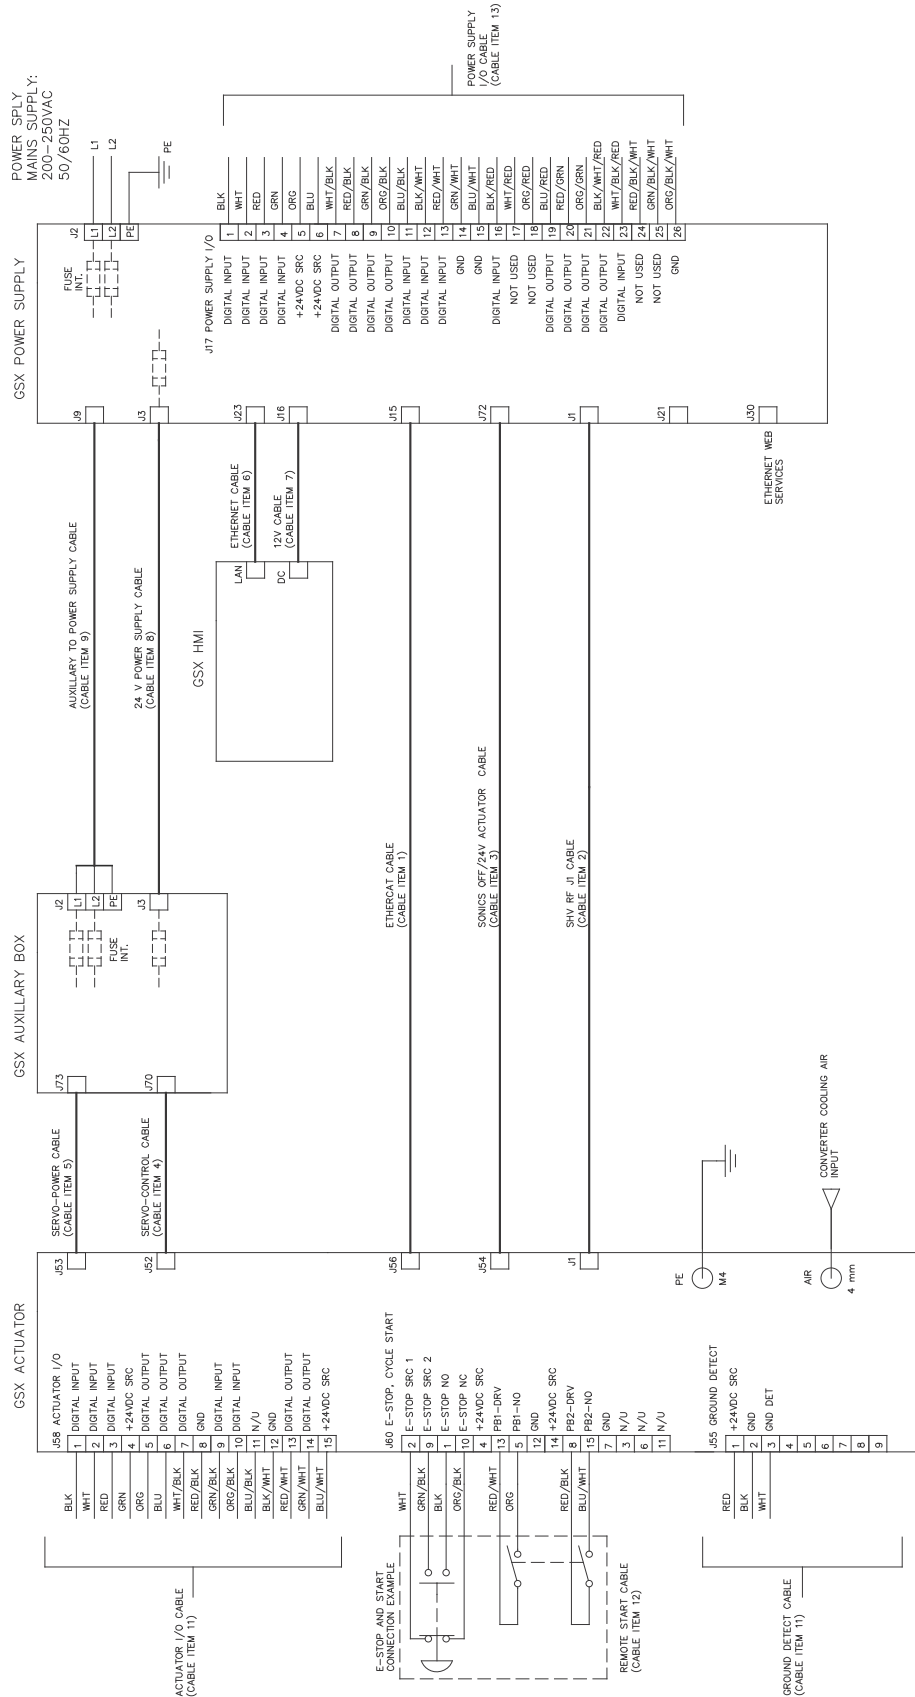 GSX ACTUATOR
J58 ACTUATOR I/O
BLK 1 DIGITAL INPUT
WHT 2 DIGITAL INPUT
RED 3 DIGITAL INPUT
GRN 4 +24VDC SRC
ORG 5 DIGITAL OUTPUT
BLU 6 DIGITAL OUTPUT
WHT/BLK 7 DIGITAL OUTPUT
RED/BLK 8 GND
GRN/BLK 9 DIGITAL INPUT
ORG/BLK 10 DIGITAL INPUT
BLU/BLK 11 N/U
BLK/WHT 12 GND
RED/WHT 13 DIGITAL OUTPUT
GRN/WHT 14 DIGITAL OUTPUT
BLU/WHT 15 +24VDC SRC
ACTUATOR I/O CABLE
(CABLE ITEM 11)
J60 E-STOP, CYCLE START
WHT 2 E-STOP SRC 1
GRN/BLK 9 E-STOP SRC 2
BLK 1 E-STOP NO
ORG/BLK 10 E-STOP NC
4 +24VDC SRC
RED/WHT 13 PB1-DRV
ORG 5 PB1-NO
12 GND
14 +24VDC SRC
RED/BLK 8 PB2-DRV
BLU/WHT 15 PB2-NO
7 GND
3 N/U
6 N/U
11 N/U
E-STOP AND START
CONNECTION EXAMPLE
REMOTE START CABLE
(CABLE ITEM 12)
J55 GROUND DETECT
RED 1 +24VDC SRC
BLK 2 GND
WHT 3 GND DET
4
5
6
7
8
9
GROUND DETECT CABLE
(CABLE ITEM 11)
J53
J52
J56
J54
J1
PE
M4
AIR
4 mm
CONVERTER COOLING AIR
INPUT
SERVO-POWER CABLE
(CABLE ITEM 5)
SERVO-CONTROL CABLE
(CABLE ITEM 4)
GSX AUXILLARY BOX
J73
J70
J2
L1
L2
PE
J3
FUSE
INT.
ETHERCAT CABLE
(CABLE ITEM 1)
SONICS OFF/24V ACTUATOR CABLE
(CABLE ITEM 3)
SHV RF J1 CABLE
(CABLE ITEM 2)
AUXILLARY TO POWER SUPPLY CABLE
(CABLE ITEM 9)
24 V POWER SUPPLY CABLE
(CABLE ITEM 8)
GSX HMI
LAN
DC
ETHERNET CABLE
(CABLE ITEM 6)
12V CABLE
(CABLE ITEM 7)
GSX POWER SUPPLY
J9
J3
J23
J16
J15
J72
J1
J21
J30
ETHERNET WEB
SERVICES
FUSE
INT.
J2
L1
L2
PE
L1
L2
PE
POWER SPLY
MAINS SUPPLY:
200-250VAC
50/60HZ
J17 POWER SUPPLY I/O
DIGITAL INPUT 1 BLK
DIGITAL INPUT 2 WHT
DIGITAL INPUT 3 RED
DIGITAL INPUT 4 GRN
+24VDC SRC 5 ORG
+24VDC SRC 6 BLU
DIGITAL OUTPUT 7 WHT/BLK
DIGITAL OUTPUT 8 RED/BLK
DIGITAL OUTPUT 9 GRN/BLK
DIGITAL OUTPUT 10 ORG/BLK
DIGITAL INPUT 11 BLU/BLK
DIGITAL INPUT 12 BLK/WHT
DIGITAL INPUT 13 RED/WHT
GND 14 GRN/WHT
GND 15 BLU/WHT
DIGITAL INPUT 16 BLK/RED
NOT USED 17 WHT/RED
NOT USED 18 ORG/RED
DIGITAL OUTPUT 19 BLU/RED
DIGITAL OUTPUT 20 RED/GRN
DIGITAL OUTPUT 21 ORG/GRN
DIGITAL OUTPUT 22 BLK/WHT/RED
DIGITAL INPUT 23 WHT/BLK/RED
NOT USED 24 RED/BLK/WHT
NOT USED 25 GRN/BLK/WHT
GND 26 ORG/BLK/WHT
POWER SUPPLY
I/O CABLE
(CABLE ITEM 13)